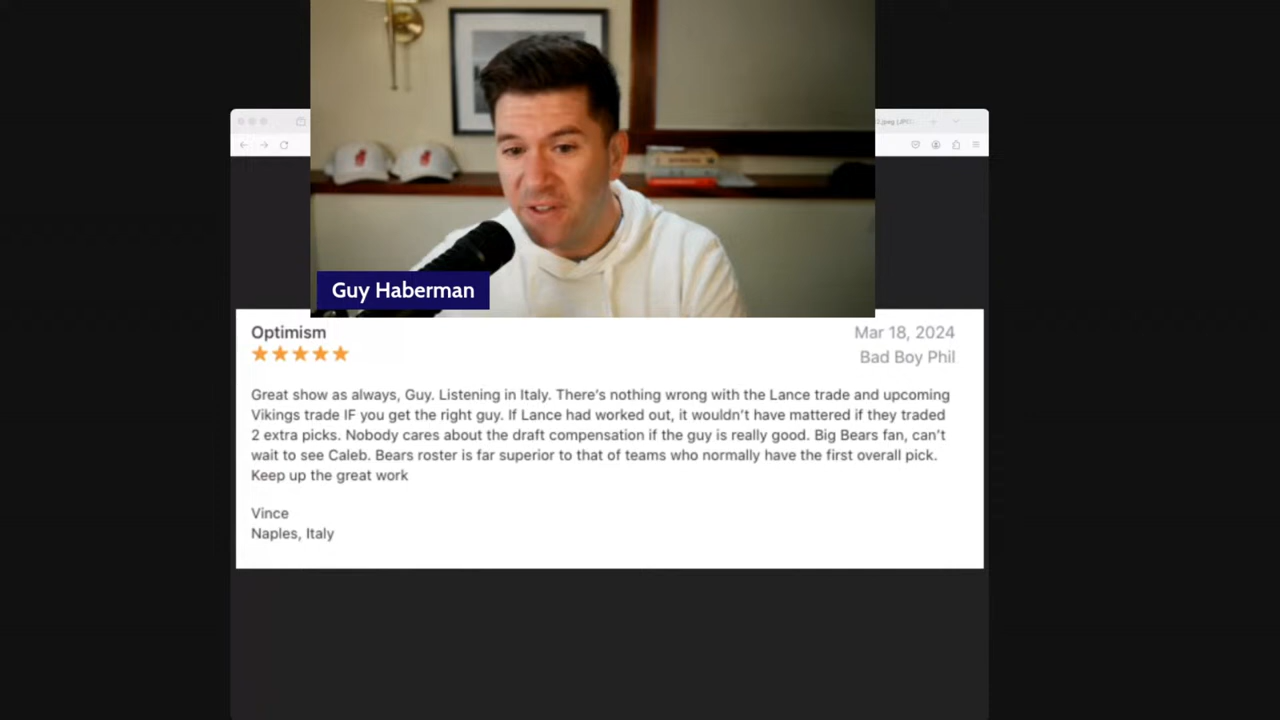 Guy Haberman
Optimism
Mar 18, 2024
Bad Boy Phil
Great show as always, Guy. Listening in Italy. There's nothing wrong with the Lance trade and upcoming
Vikings trade IF you get the right guy. If Lance had worked out, it wouldn't have mattered if they traded
2 extra picks. Nobody cares about the draft compensation if the guy is really good. Big Bears fan, can't
wait to see Caleb. Bears roster is far superior to that of teams who normally have the first overall pick.
Keep up the great work
Vince
Naples, Italy